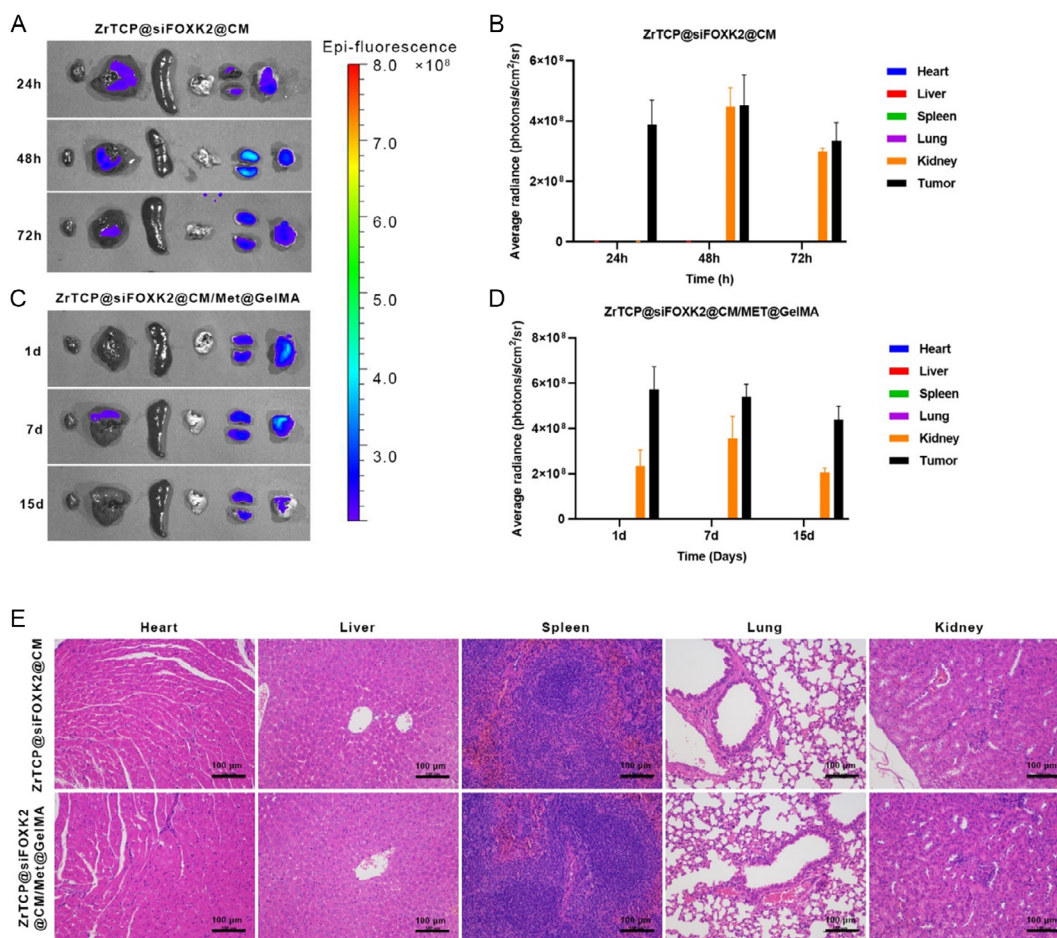 A
ZrTCP@siFOXK2@CM
24h
48h
72h
Epi-fluorescence
8.0 ×10⁸
7.0
6.0
5.0
4.0
3.0
B
ZrTCP@siFOXK2@CM
Average radiance (photons/s/cm²/sr)
6×10⁸
4×10⁸
2×10⁸
0
24h 48h 72h
Time (h)
Heart
Liver
Spleen
Lung
Kidney
Tumor
C
ZrTCP@siFOXK2@CM/Met@GelMA
1d
7d
15d
D
ZrTCP@siFOXK2@CM/MET@GelMA
Average radiance (photons/s/cm²/sr)
8×10⁸
6×10⁸
4×10⁸
2×10⁸
0
1d 7d 15d
Time (Days)
Heart
Liver
Spleen
Lung
Kidney
Tumor
E
Heart Liver Spleen Lung Kidney
ZrTCP@siFOXK2@CM
100 μm 100 μm 100 μm 100 μm 100 μm
ZrTCP@siFOXK2
@CM/Met@GelMA
100 μm 100 μm 100 μm 100 μm 100 μm